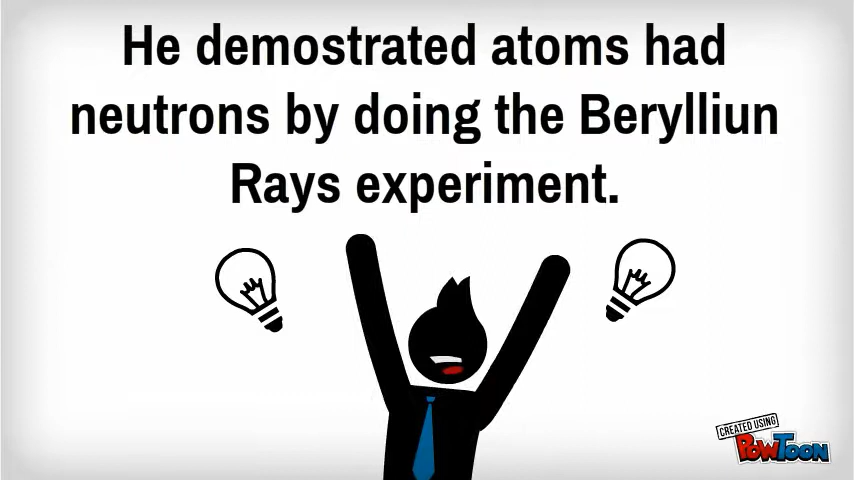 He demostrated atoms had
neutrons by doing the Berylliun
Rays experiment.
CREATED USING
POWTOON